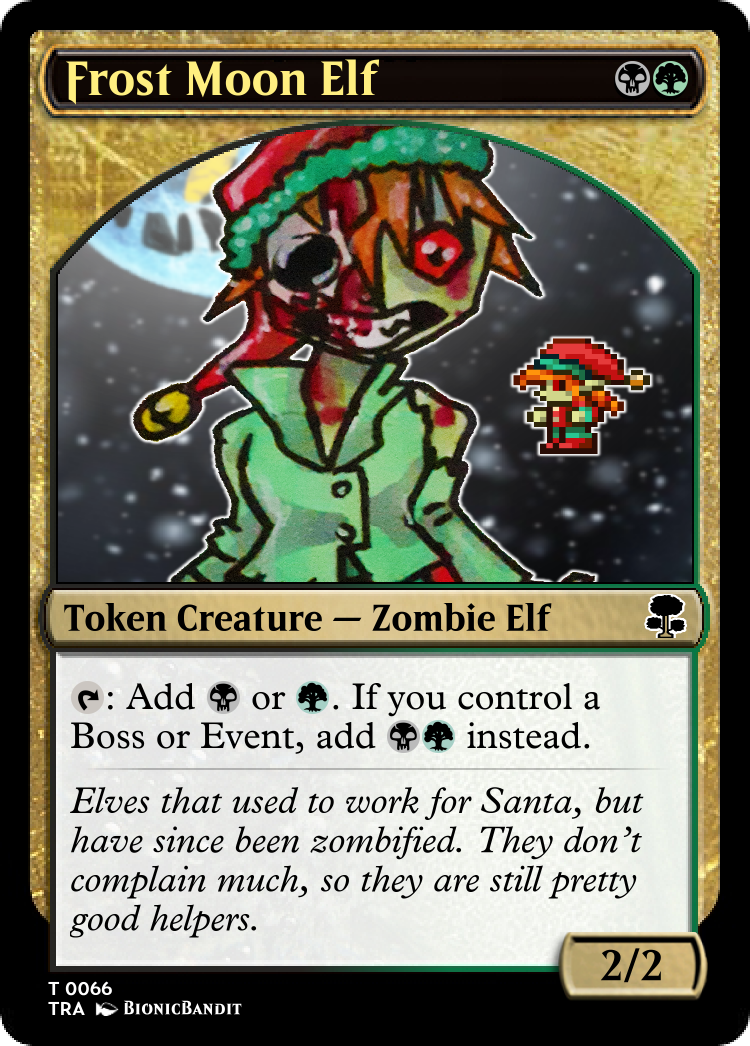 Frost Moon Elf
Token Creature — Zombie Elf
: Add or . If you control a
Boss or Event, add instead.
Elves that used to work for Santa, but
have since been zombified. They don't
complain much, so they are still pretty
good helpers.
2/2
T 0066
TRA BionicBandit